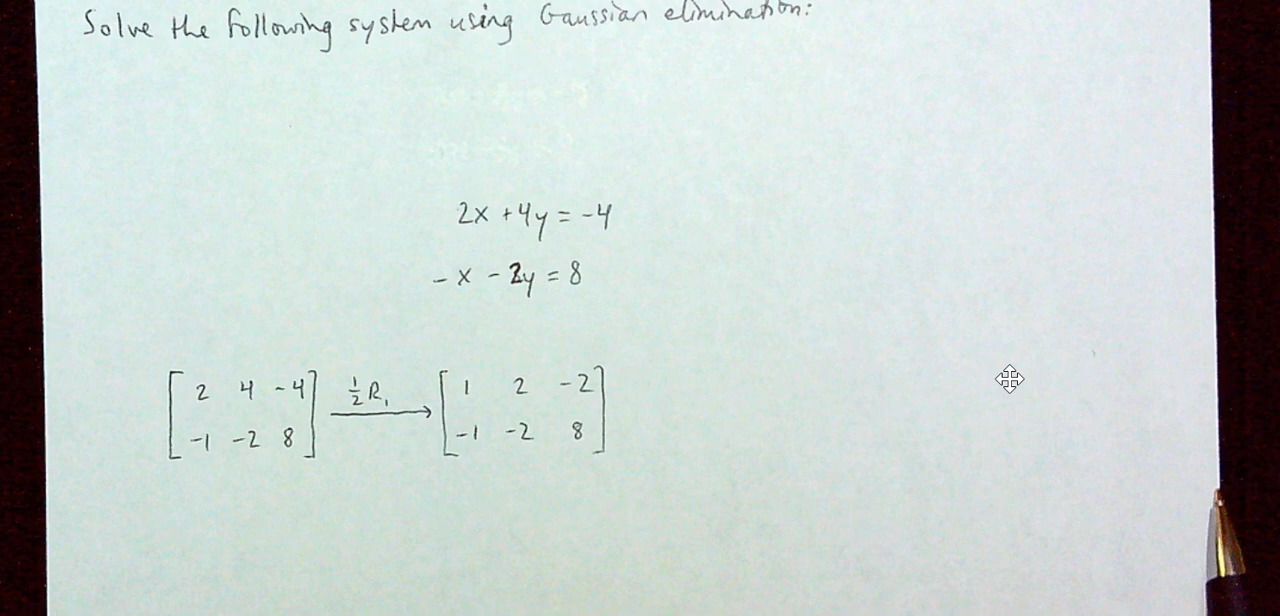 Solve the following system using Gaussian elimination:
2x + 4y = -4
-x - 2y = 8
[2 4 -4] ½R₁ → [1 2 -2]
[-1 -2 8] [-1 -2 8]